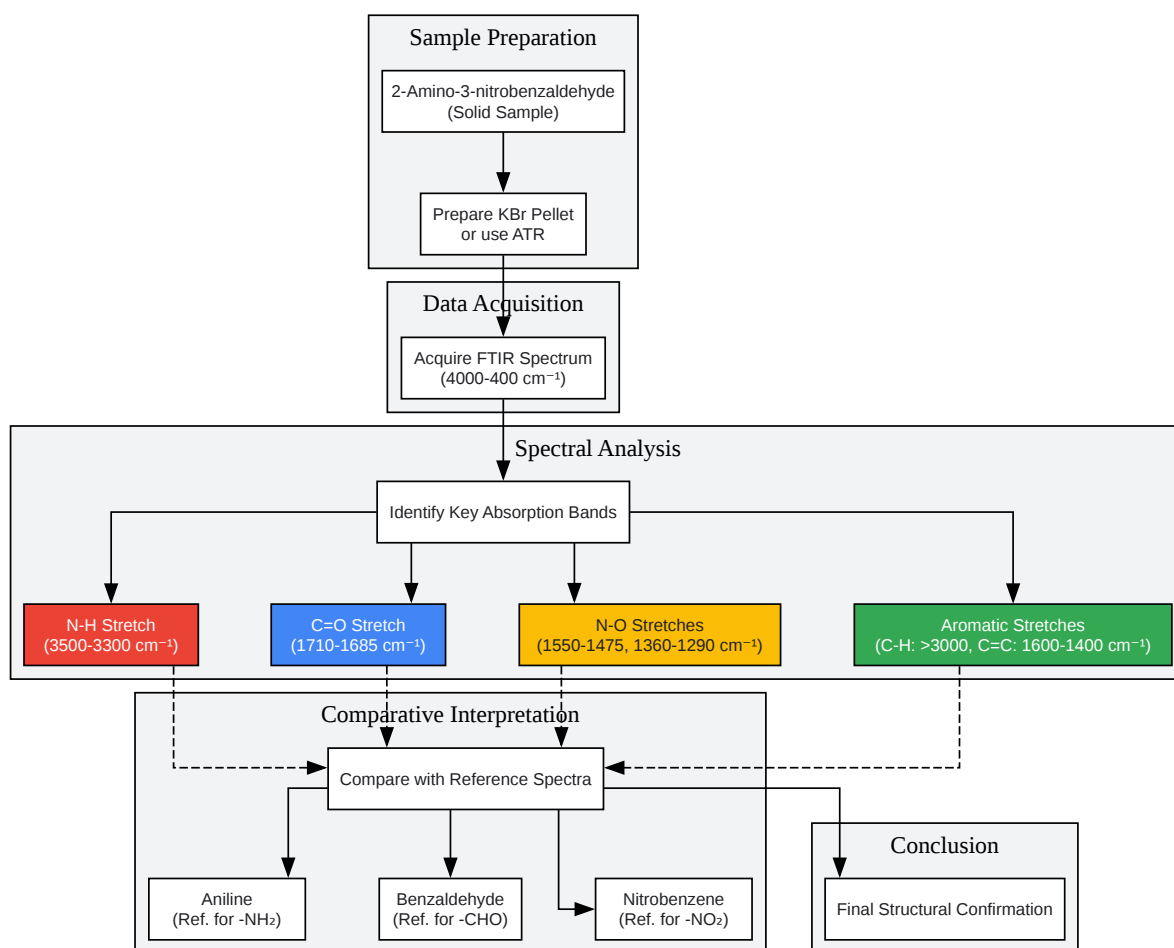 Sample Preparation
2-Amino-3-nitrobenzaldehyde
(Solid Sample)
Prepare KBr Pellet
or use ATR
Data Acquisition
Acquire FTIR Spectrum
(4000-400 cm⁻¹)
Spectral Analysis
Identify Key Absorption Bands
N-H Stretch
(3500-3300 cm⁻¹)
C=O Stretch
(1710-1685 cm⁻¹)
N-O Stretches
(1550-1475, 1360-1290 cm⁻¹)
Aromatic Stretches
(C-H: >3000, C=C: 1600-1400 cm⁻¹)
Comparative Interpretation
Compare with Reference Spectra
Aniline
(Ref. for -NH₂)
Benzaldehyde
(Ref. for -CHO)
Nitrobenzene
(Ref. for -NO₂)
Conclusion
Final Structural Confirmation